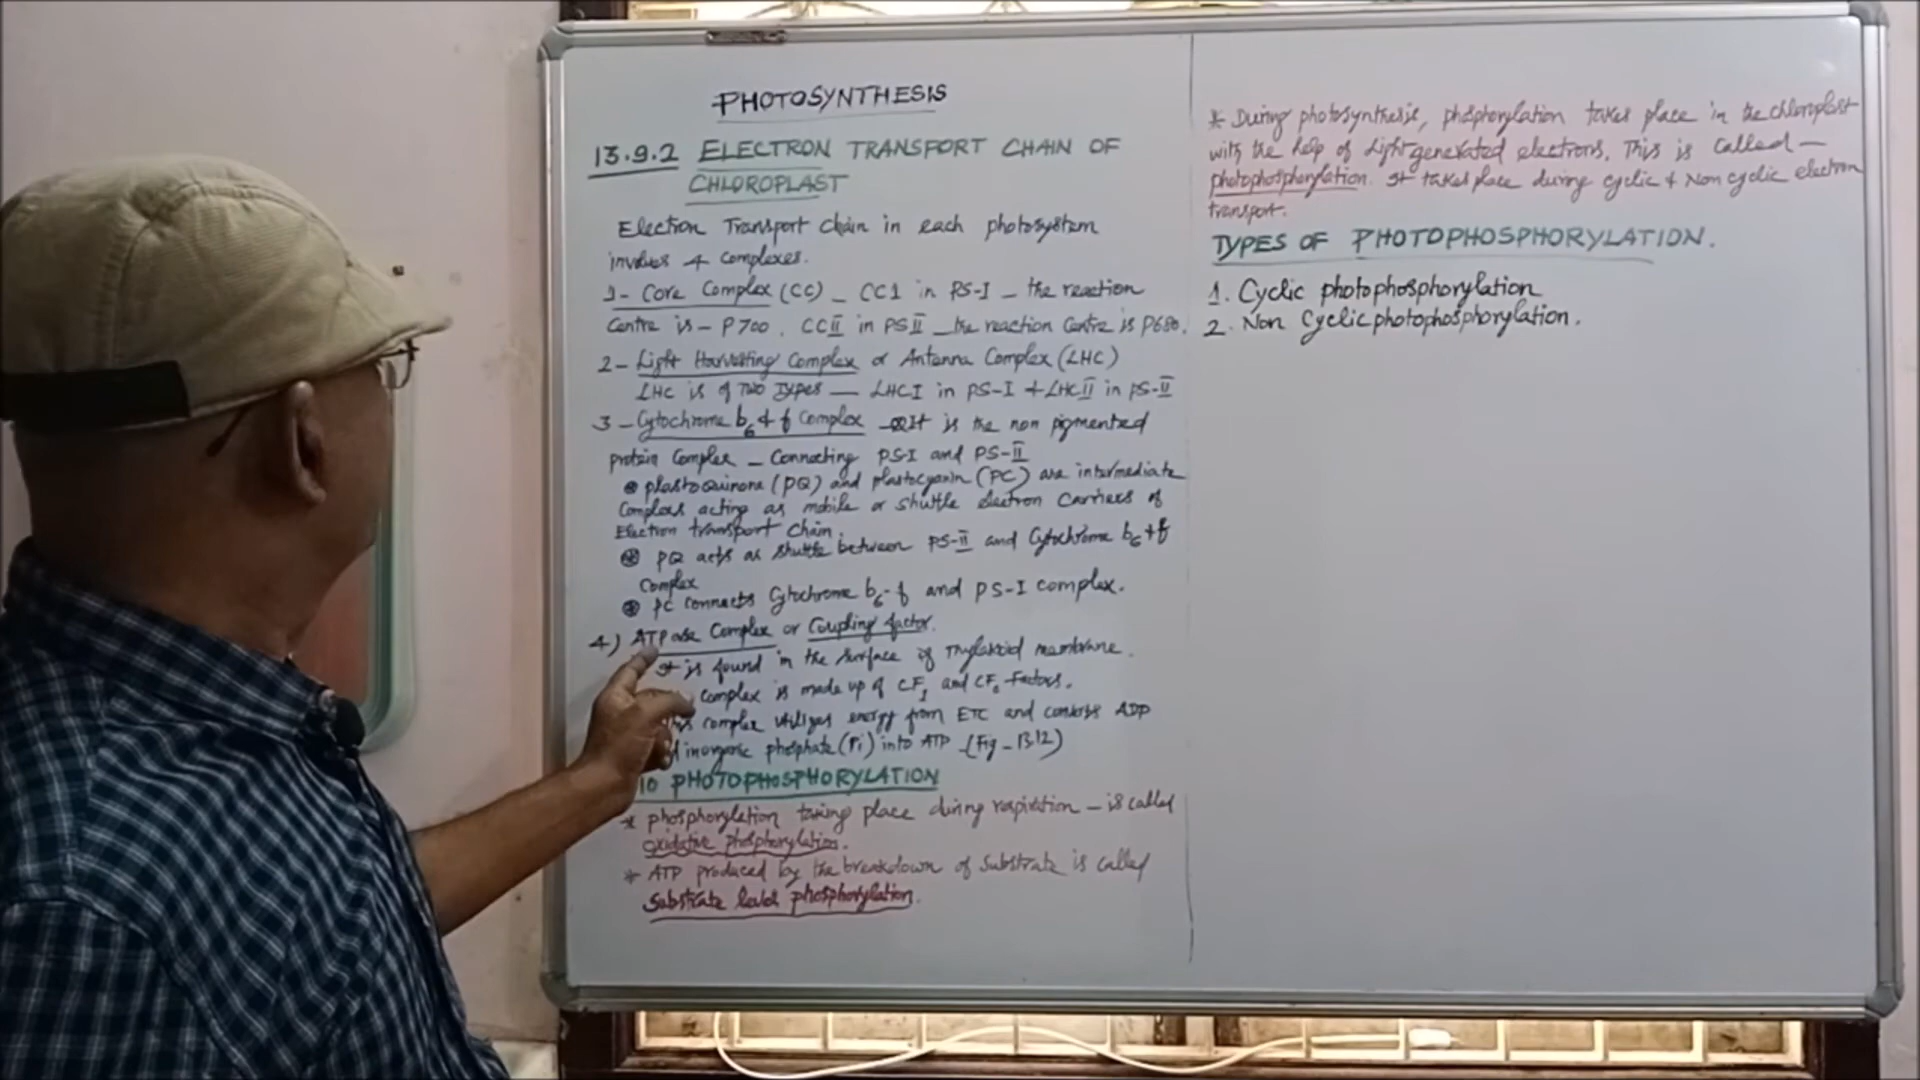 PHOTOSYNTHESIS
13.9.2 ELECTRON TRANSPORT CHAIN OF
CHLOROPLAST
Electron Transport Chain in each photosystem
involves 4 complexes.
1- Core Complex (CC) - CC1 in PS-I - the reaction
Centre is - P700. CC II in PS II - the reaction Centre is P680.
2- Light Harvesting Complex or Antenna Complex (LHC)
LHC is of Two Types - LHC I in PS-I + LHC II in PS-II
3 - Cytochrome b6 & f Complex - It is the non pigmented
protein Complex - Connecting PS-I and PS-II
plastoquinone (PQ) and plastocyanin (PC) are intermediate
Complexes acting as mobile or shuttle electron Carriers of
Electron transport Chain.
PQ acts as shuttle between PS-II and Cytochrome b6+f
Complex
PC connects Cytochrome b6-f and PS-I complex.
4) ATPase Complex or Coupling factor.
It is found in the surface of Thylakoid membrane.
complex is made up of CF1 and CF0 factors.
complex utilizes energy from ETC and converts ADP
inorganic phosphate (Pi) into ATP - (Fig - 13.12)
10 PHOTOPHOSPHORYLATION
* phosphorylation taking place during respiration - is called
oxidative phosphorylation.
* ATP produced by the breakdown of Substrate is called
Substrate level phosphorylation.
* During photosynthesis, phosphorylation takes place in the chloroplast
with the help of light generated electrons. This is called -
photophosphorylation. It takes place during cyclic & Non cyclic electron
transport.
TYPES OF PHOTOPHOSPHORYLATION.
1. Cyclic photophosphorylation
2. Non Cyclic photophosphorylation.